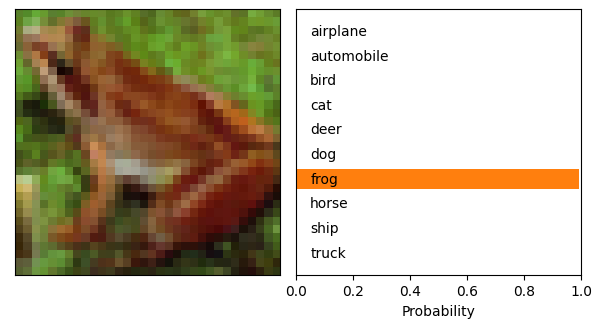 airplane
automobile
bird
cat
deer
dog
frog
horse
ship
truck
0.0 0.2 0.4 0.6 0.8 1.0
Probability